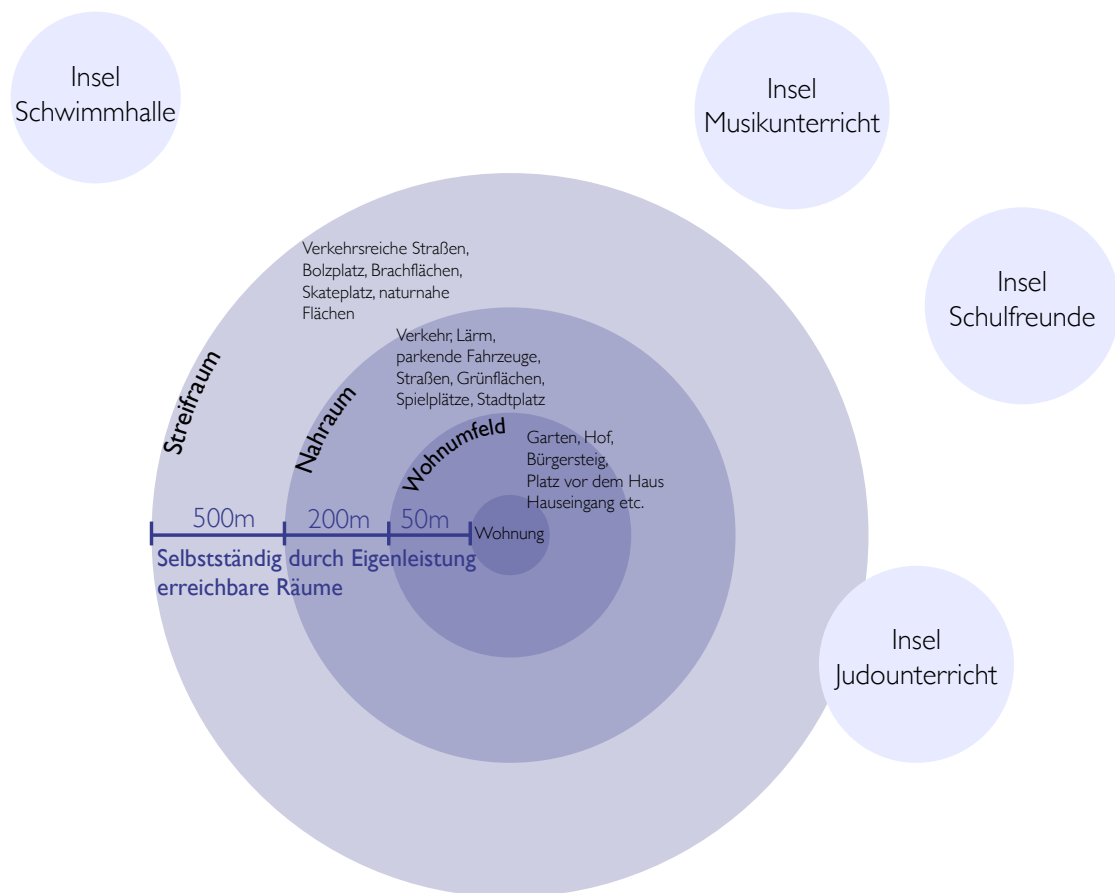 Insel
Schwimmhalle
Insel
Musikunterricht
Insel
Schulfreunde
Verkehrsreiche Straßen,
Bolzplatz, Brachflächen,
Skateplatz, naturnahe
Flächen
Streifraum
Verkehr, Lärm,
parkende Fahrzeuge,
Straßen, Grünflächen,
Spielplätze, Stadtplatz
Nahraum
Wohnumfeld
Garten, Hof,
Bürgersteig,
Platz vor dem Haus
Hauseingang etc.
500m 200m 50m
Wohnung
Selbstständig durch Eigenleistung
erreichbare Räume
Insel
Judounterricht